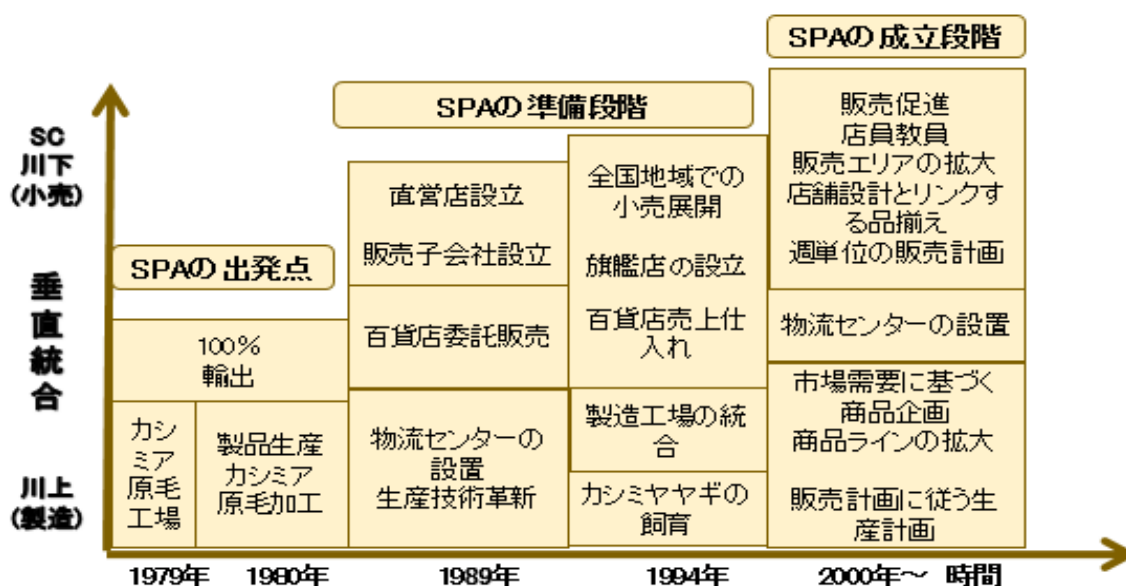 SPAの成立段階
SPAの準備段階
SPAの出発点
SC
川下
(小売)
垂
直
統
合
川上
(製造)
100%
輸出
カシ
ミア
原毛
工場
製品生産
カシミア
原毛加工
直営店設立
販売子会社設立
百貨店委託販売
物流センターの
設置
生産技術革新
全国地域での
小売展開
旗艦店の設立
百貨店売上仕
入れ
製造工場の統
合
カシミヤヤギの
飼育
販売促進
店員教員
販売エリアの拡大
店舗設計とリンクす
る品揃え
週単位の販売計画
物流センターの設置
市場需要に基づく
商品企画
商品ラインの拡大
販売計画に従う生
産計画
1979年 1980年 1989年 1994年 2000年～ 時間